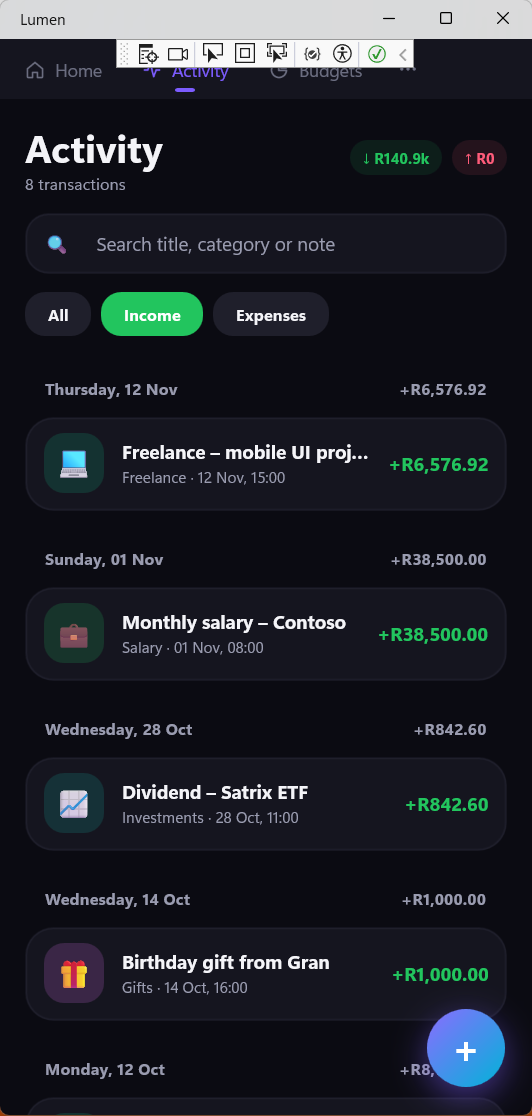 Lumen
Home
Activity
Budgets
Activity
8 transactions
↓ R140.9k
↑ R0
Search title, category or note
All
Income
Expenses
Thursday, 12 Nov
+R6,576.92
Freelance – mobile UI proj...
Freelance · 12 Nov, 15:00
+R6,576.92
Sunday, 01 Nov
+R38,500.00
Monthly salary – Contoso
Salary · 01 Nov, 08:00
+R38,500.00
Wednesday, 28 Oct
+R842.60
Dividend – Satrix ETF
Investments · 28 Oct, 11:00
+R842.60
Wednesday, 14 Oct
+R1,000.00
Birthday gift from Gran
Gifts · 14 Oct, 16:00
+R1,000.00
Monday, 12 Oct
+R8,
+